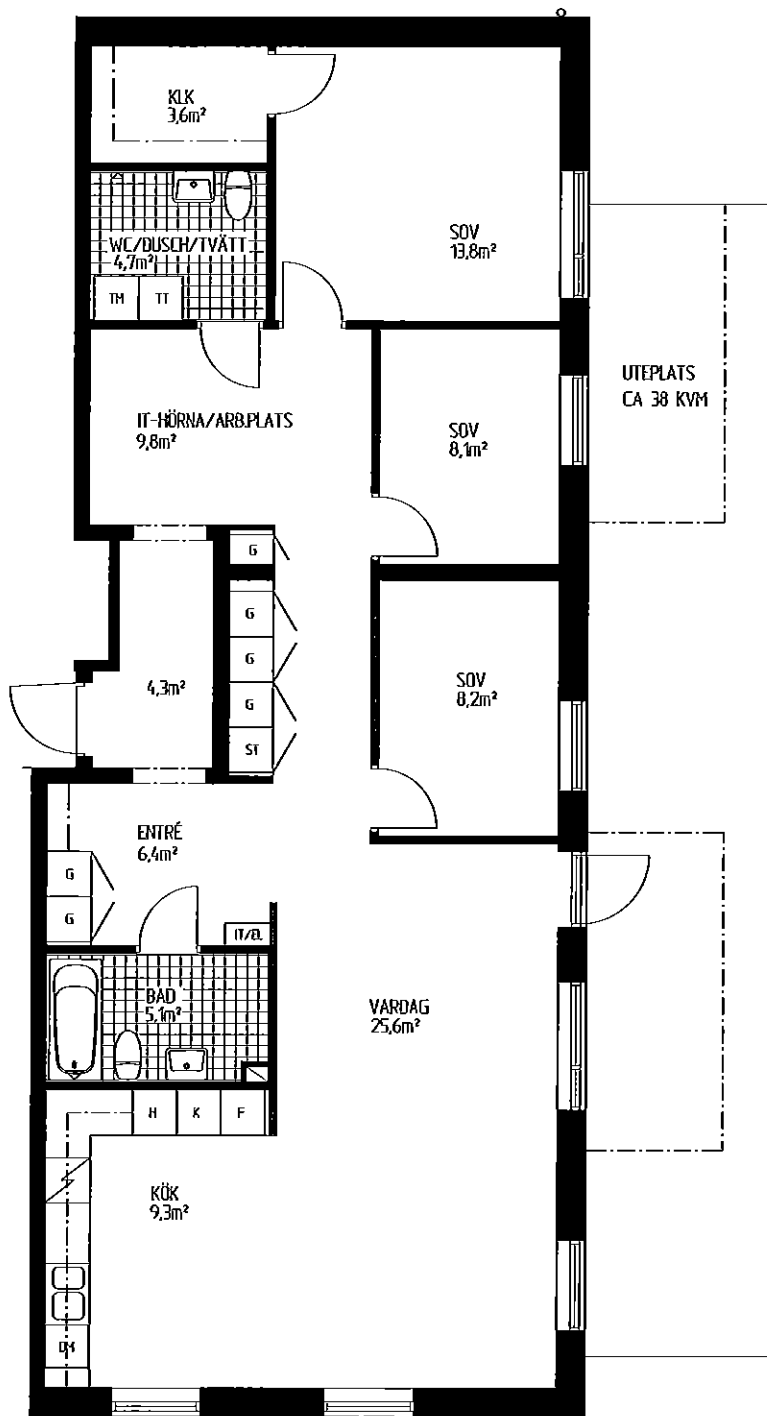 KLK
3,6m²
WC/DUSCH/TVÄTT
4,7m²
TM
TT
SOV
13,8m²
UTEPLATS
CA 38 KVM
IT-HÖRNA/ARB.PLATS
9,8m²
SOV
8,1m²
G
G
G
G
ST
4,3m²
SOV
8,2m²
ENTRÉ
6,4m²
G
G
IT/EL
BAD
5,1m²
VARDAG
25,6m²
H
K
F
KÖK
9,3m²
DM